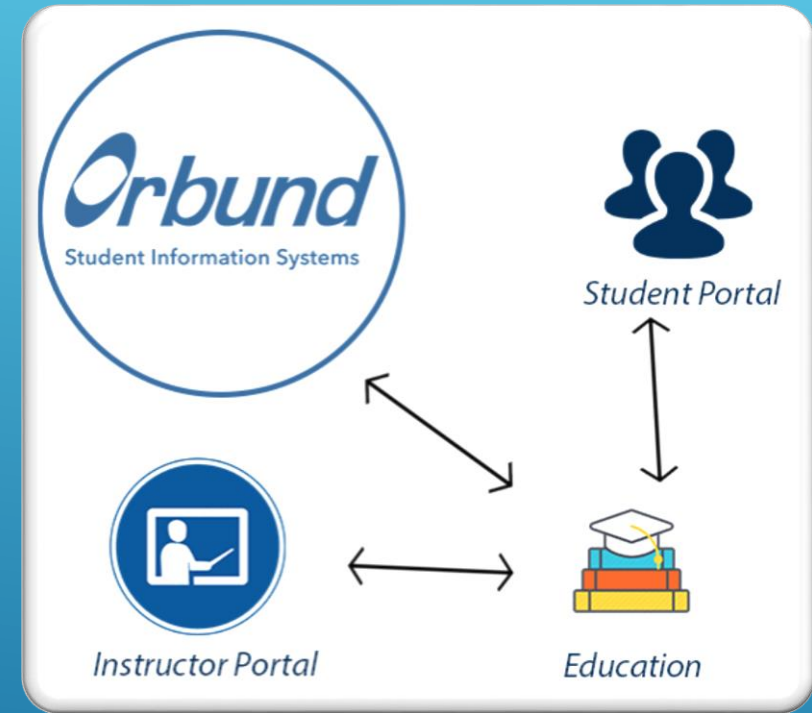 Orbund
Student Information Systems
Student Portal
Instructor Portal
Education